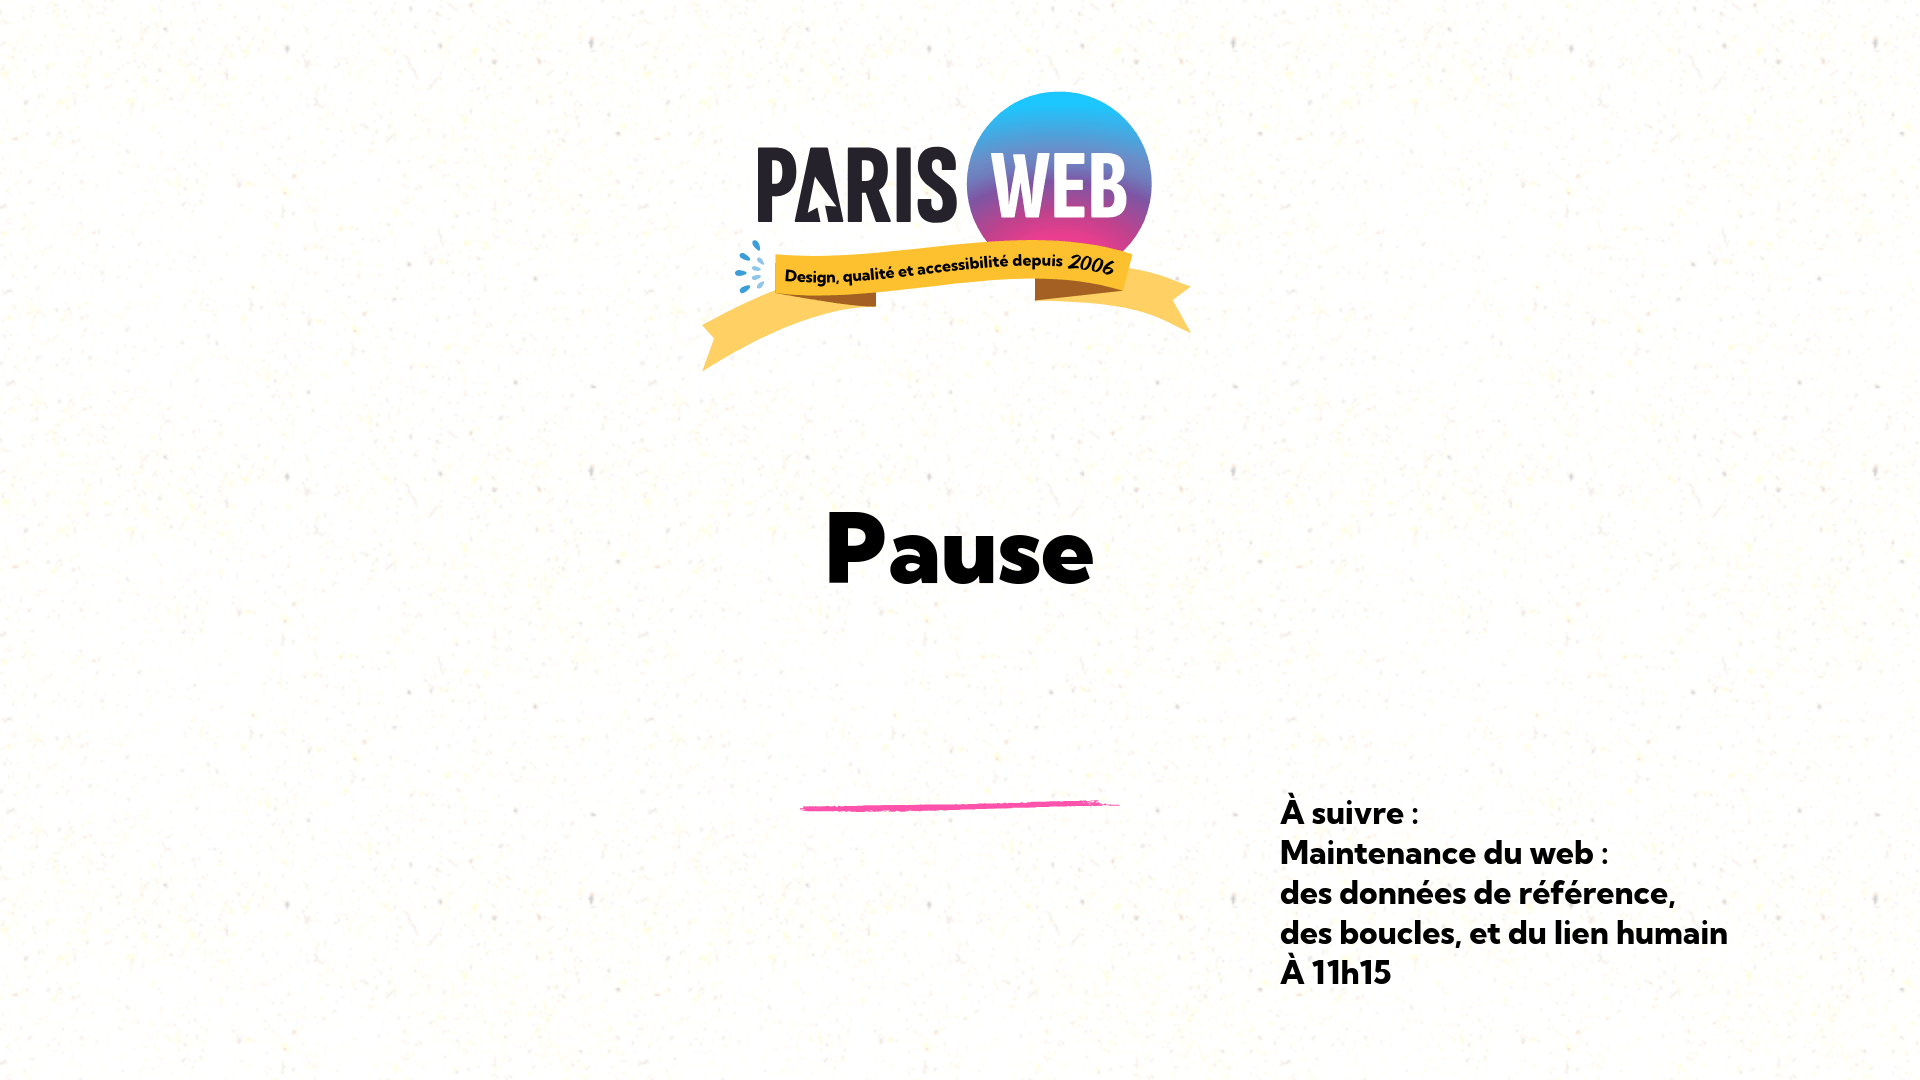 PARIS WEB
Design, qualité et accessibilité depuis 2006
Pause
À suivre :
Maintenance du web :
des données de référence,
des boucles, et du lien humain
À 11h15